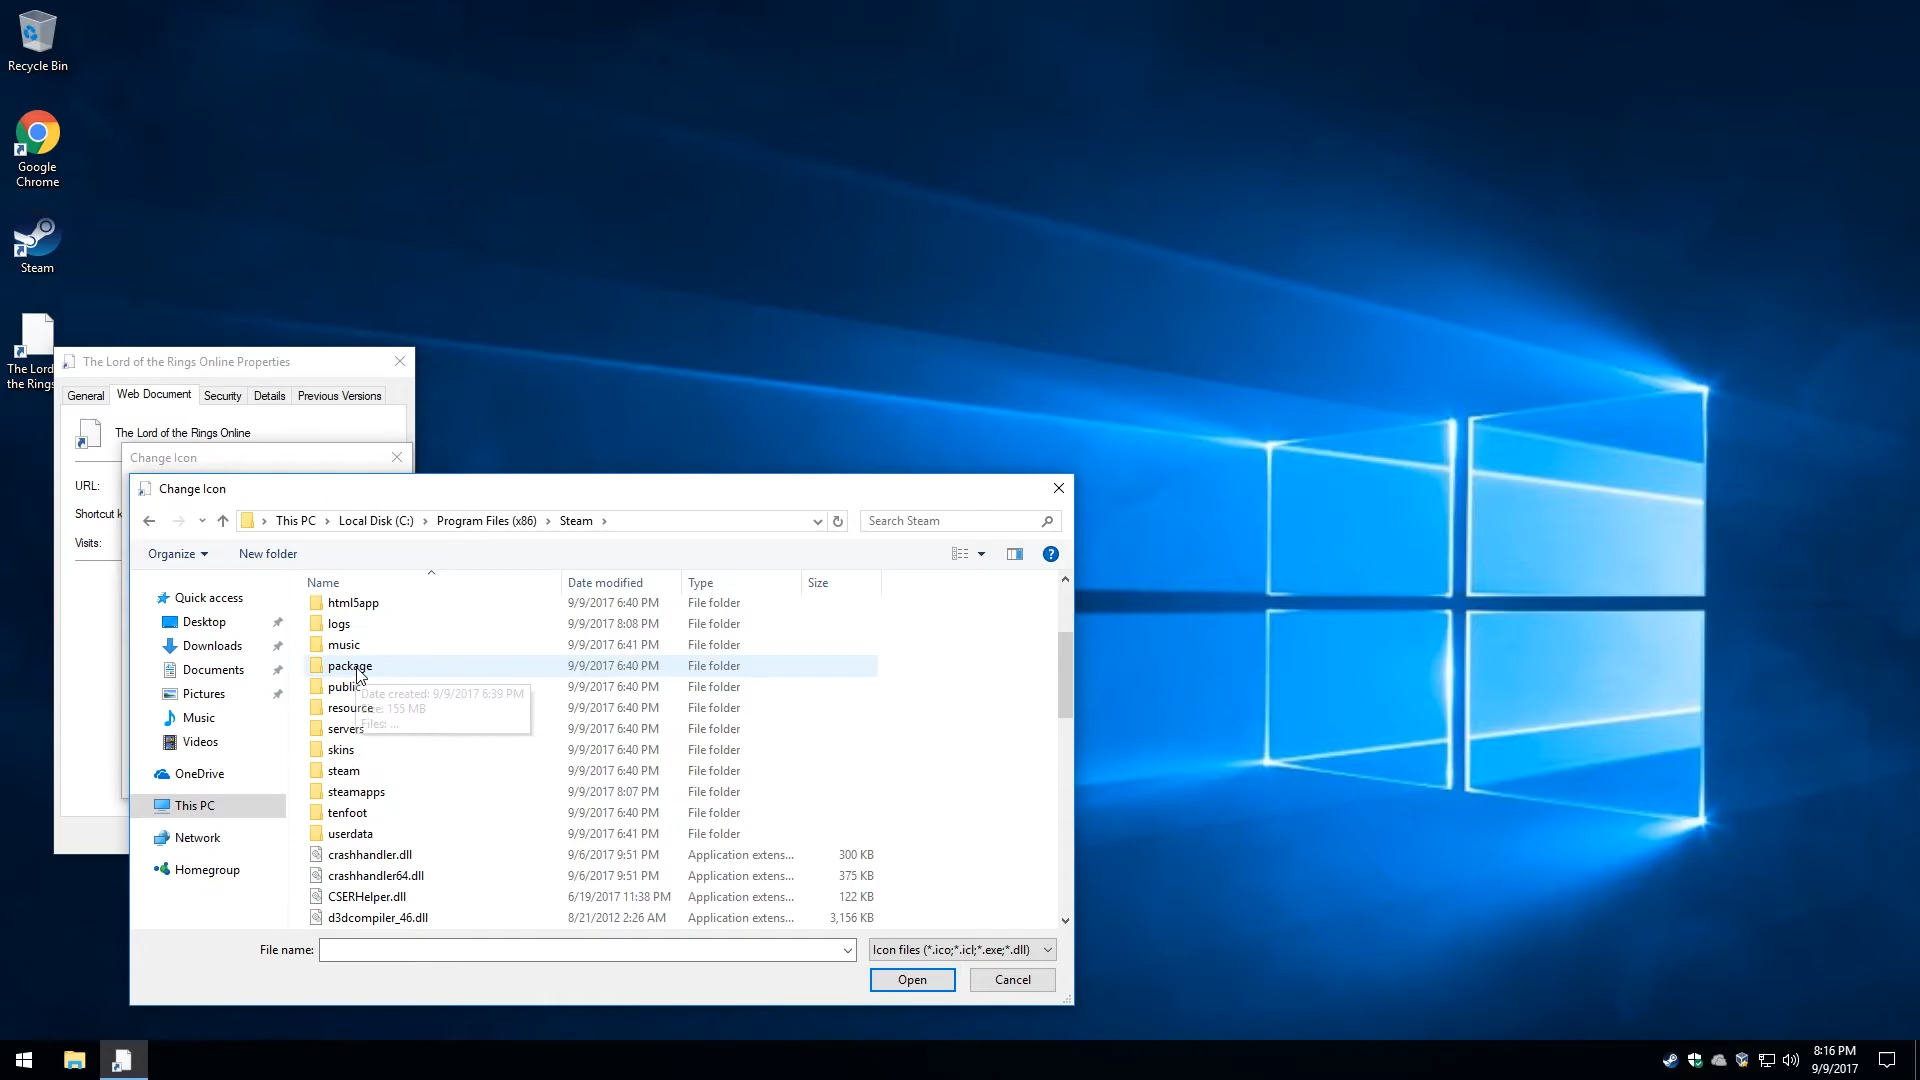 Recycle Bin
Google
Chrome
Steam
The Lord
the Rings
The Lord of the Rings Online Properties
General
Web Document
Security
Details
Previous Versions
The Lord of the Rings Online
URL:
Shortcut k
Visits:
Change Icon
Change Icon
This PC
Local Disk (C:)
Program Files (x86)
Steam
Search Steam
Organize
New folder
Quick access
Desktop
Downloads
Documents
Pictures
Music
Videos
OneDrive
This PC
Network
Homegroup
Name Date modified Type Size
html5app 9/9/2017 6:40 PM File folder
logs 9/9/2017 8:08 PM File folder
music 9/9/2017 6:41 PM File folder
package 9/9/2017 6:40 PM File folder
public 9/9/2017 6:40 PM File folder
resource 9/9/2017 6:40 PM File folder
servers 9/9/2017 6:40 PM File folder
skins 9/9/2017 6:40 PM File folder
steam 9/9/2017 6:40 PM File folder
steamapps 9/9/2017 8:07 PM File folder
tenfoot 9/9/2017 6:40 PM File folder
userdata 9/9/2017 6:41 PM File folder
crashhandler.dll 9/6/2017 9:51 PM Application extens... 300 KB
crashhandler64.dll 9/6/2017 9:51 PM Application extens... 375 KB
CSERHelper.dll 6/19/2017 11:38 PM Application extens... 122 KB
d3dcompiler_46.dll 8/21/2012 2:26 AM Application extens... 3,156 KB
Date created: 9/9/2017 6:39 PM
155 MB
Files: ...
File name:
Icon files (*.ico;*.icl;*.exe;*.dll)
Open
Cancel
8:16 PM
9/9/2017